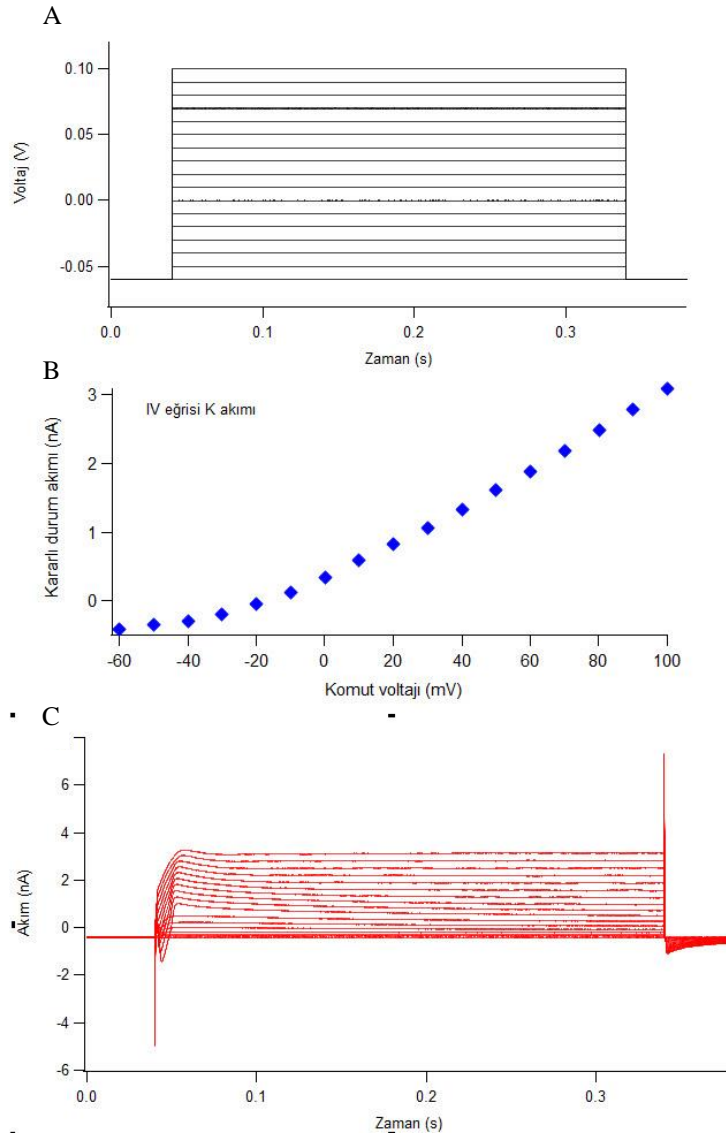 A
0.10
0.05
0.00
-0.05
Voltaj (V)
0.0 0.1 0.2 0.3
Zaman (s)
B
IV eğrisi K akımı
3
2
1
0
Kararlı durum akımı (nA)
-60 -40 -20 0 20 40 60 80 100
Komut voltajı (mV)
C
6
4
2
0
-2
-4
-6
Akım (nA)
0.0 0.1 0.2 0.3
Zaman (s)